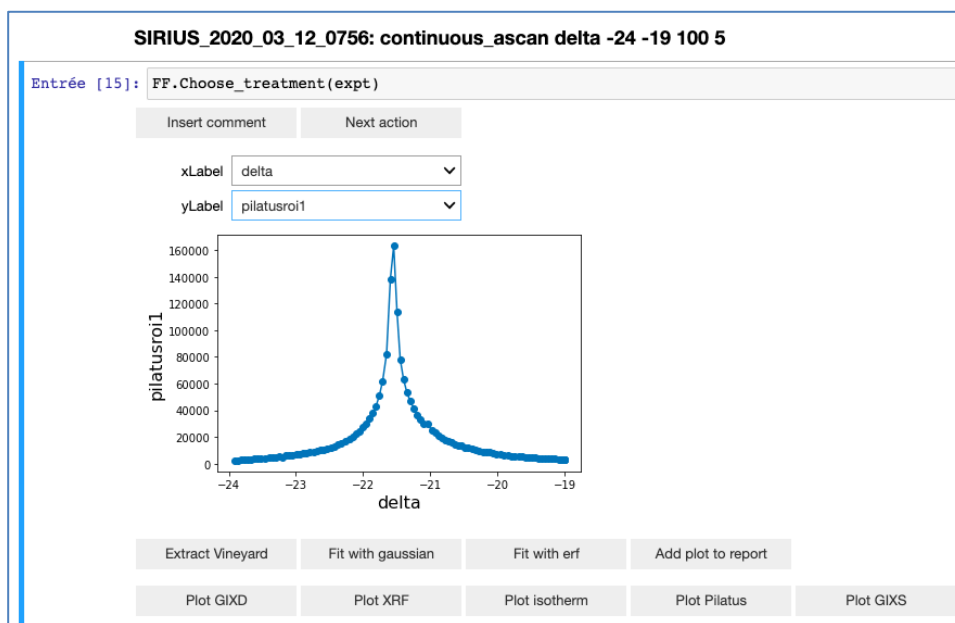 SIRIUS_2020_03_12_0756: continuous_ascan delta -24 -19 100 5
Entrée [15]: FF.Choose_treatment(expt)
Insert comment Next action
xLabel delta
yLabel pilatusroi1
160000
140000
120000
100000
80000
60000
40000
20000
0
pilatusroi1
−24 −23 −22 −21 −20 −19
delta
Extract Vineyard Fit with gaussian Fit with erf Add plot to report
Plot GIXD Plot XRF Plot isotherm Plot Pilatus Plot GIXS